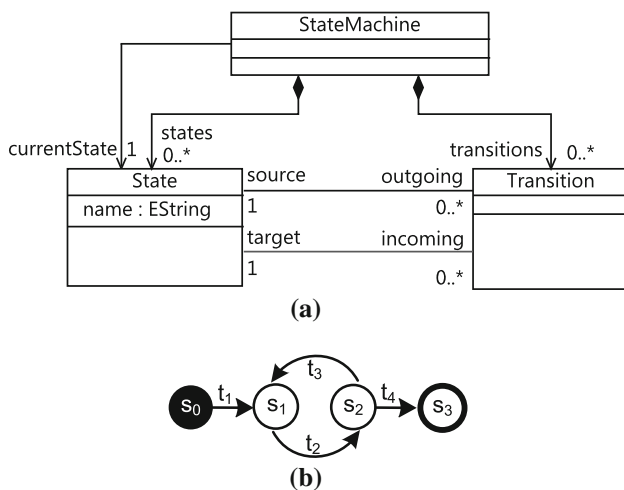 StateMachine
states
currentState 1
0..*
transitions 0..*
State
source outgoing
Transition
name : EString
1 0..*
target incoming
1 0..*
(a)
t3
t1 t4
s0 s1 s2 s3
t2
(b)